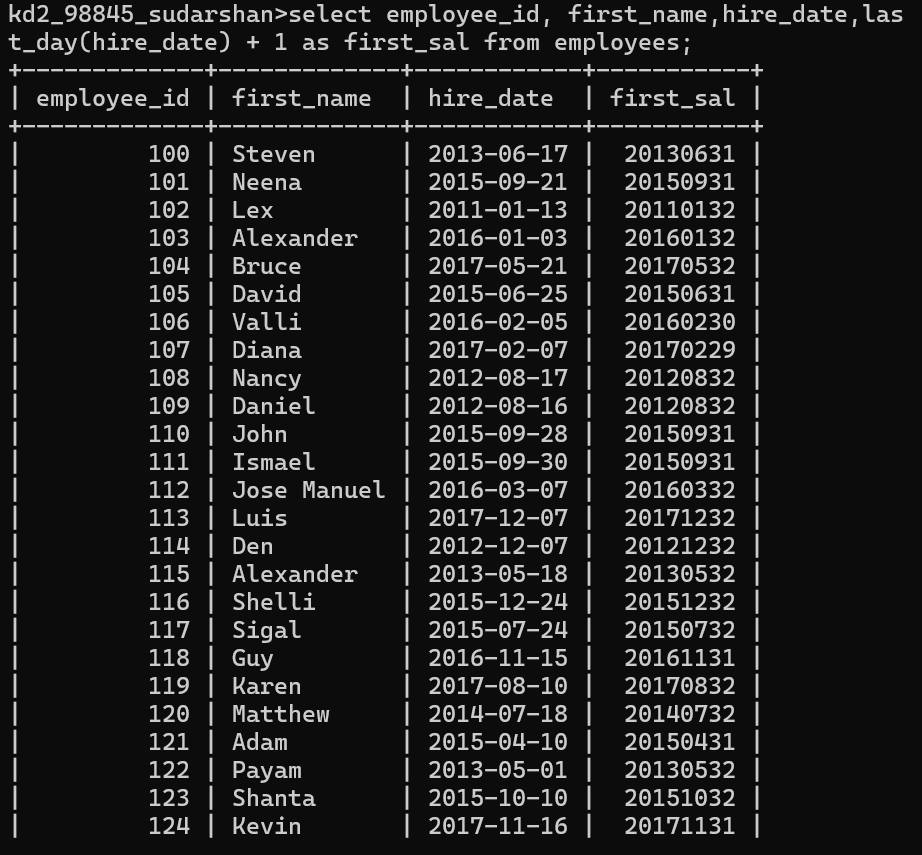 kd2_98845_sudarshan>select employee_id, first_name,hire_date,las
t_day(hire_date) + 1 as first_sal from employees;
+-------------+-------------+------------+-----------+
| employee_id | first_name  | hire_date  | first_sal |
+-------------+-------------+------------+-----------+
|         100 | Steven      | 2013-06-17 |  20130631 |
|         101 | Neena       | 2015-09-21 |  20150931 |
|         102 | Lex         | 2011-01-13 |  20110132 |
|         103 | Alexander   | 2016-01-03 |  20160132 |
|         104 | Bruce       | 2017-05-21 |  20170532 |
|         105 | David       | 2015-06-25 |  20150631 |
|         106 | Valli       | 2016-02-05 |  20160230 |
|         107 | Diana       | 2017-02-07 |  20170229 |
|         108 | Nancy       | 2012-08-17 |  20120832 |
|         109 | Daniel      | 2012-08-16 |  20120832 |
|         110 | John        | 2015-09-28 |  20150931 |
|         111 | Ismael      | 2015-09-30 |  20150931 |
|         112 | Jose Manuel | 2016-03-07 |  20160332 |
|         113 | Luis        | 2017-12-07 |  20171232 |
|         114 | Den         | 2012-12-07 |  20121232 |
|         115 | Alexander   | 2013-05-18 |  20130532 |
|         116 | Shelli      | 2015-12-24 |  20151232 |
|         117 | Sigal       | 2015-07-24 |  20150732 |
|         118 | Guy         | 2016-11-15 |  20161131 |
|         119 | Karen       | 2017-08-10 |  20170832 |
|         120 | Matthew     | 2014-07-18 |  20140732 |
|         121 | Adam        | 2015-04-10 |  20150431 |
|         122 | Payam       | 2013-05-01 |  20130532 |
|         123 | Shanta      | 2015-10-10 |  20151032 |
|         124 | Kevin       | 2017-11-16 |  20171131 |